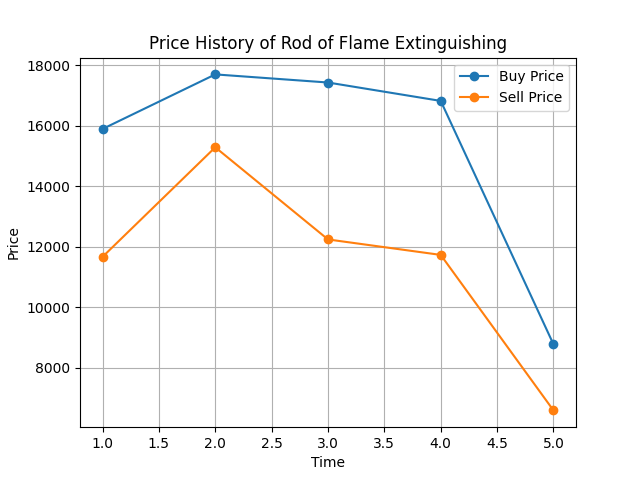 Price History of Rod of Flame Extinguishing
Buy Price
Sell Price
Price
18000
16000
14000
12000
10000
8000
1.0 1.5 2.0 2.5 3.0 3.5 4.0 4.5 5.0
Time